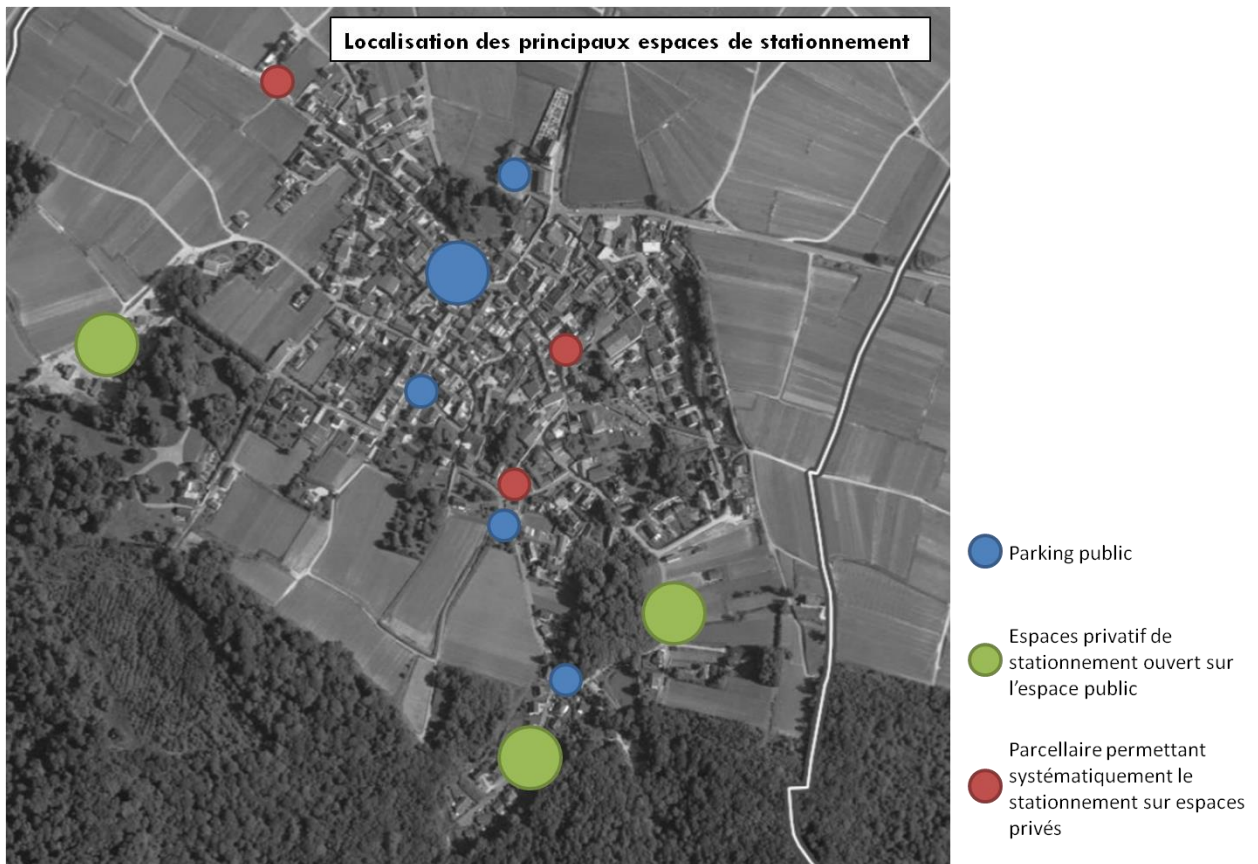 Localisation des principaux espaces de stationnement
Parking public
Espaces privatif de
stationnement ouvert sur
l'espace public
Parcellaire permettant
systématiquement le
stationnement sur espaces
privés